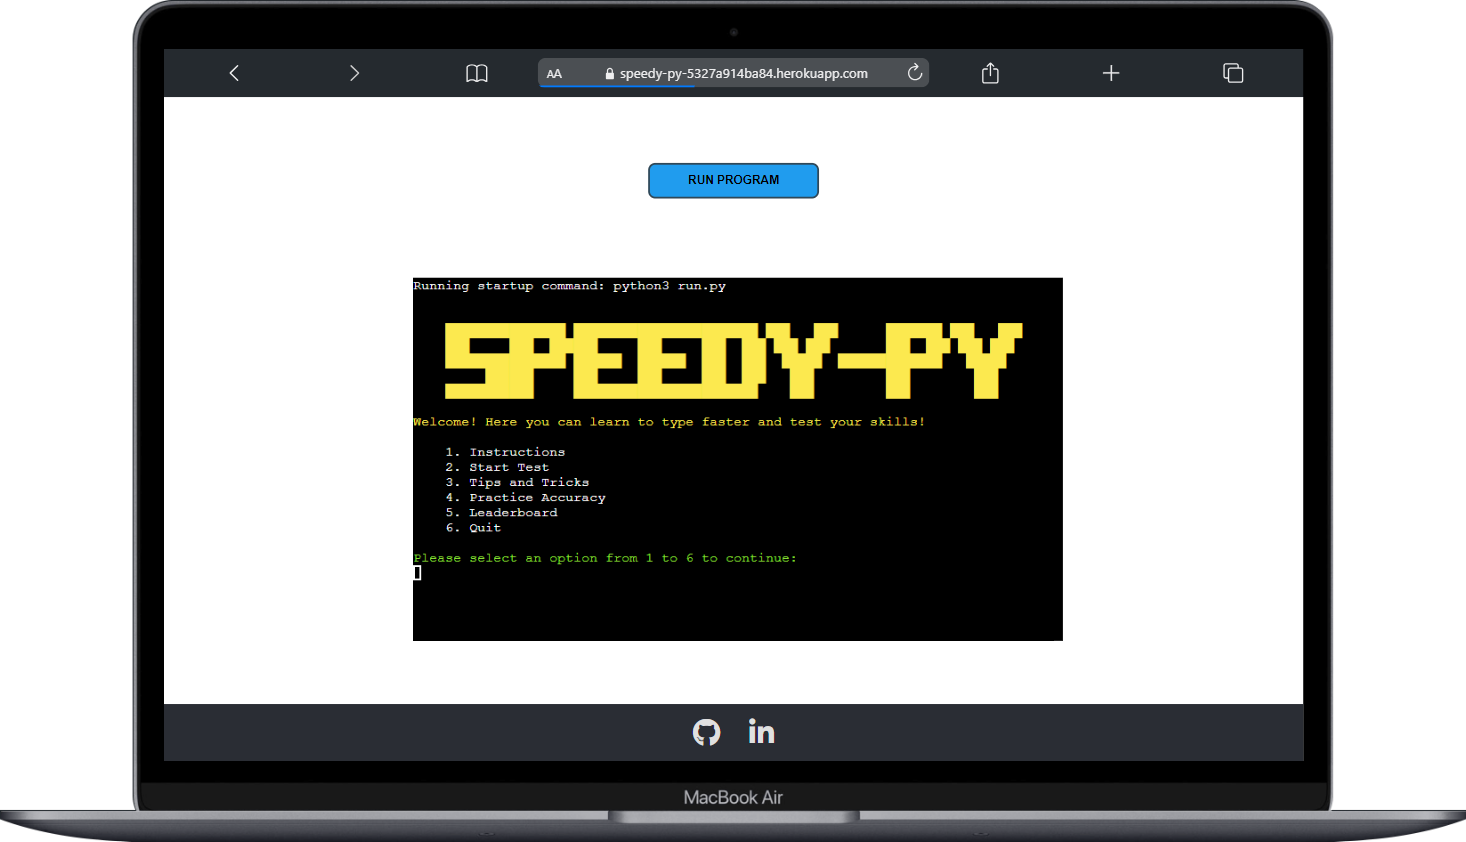 AA speedy-py-5327a914ba84.herokuapp.com
RUN PROGRAM
Running startup command: python3 run.py
SPEEDY-PY
Welcome! Here you can learn to type faster and test your skills!
1. Instructions
2. Start Test
3. Tips and Tricks
4. Practice Accuracy
5. Leaderboard
6. Quit
Please select an option from 1 to 6 to continue:
in
MacBook Air